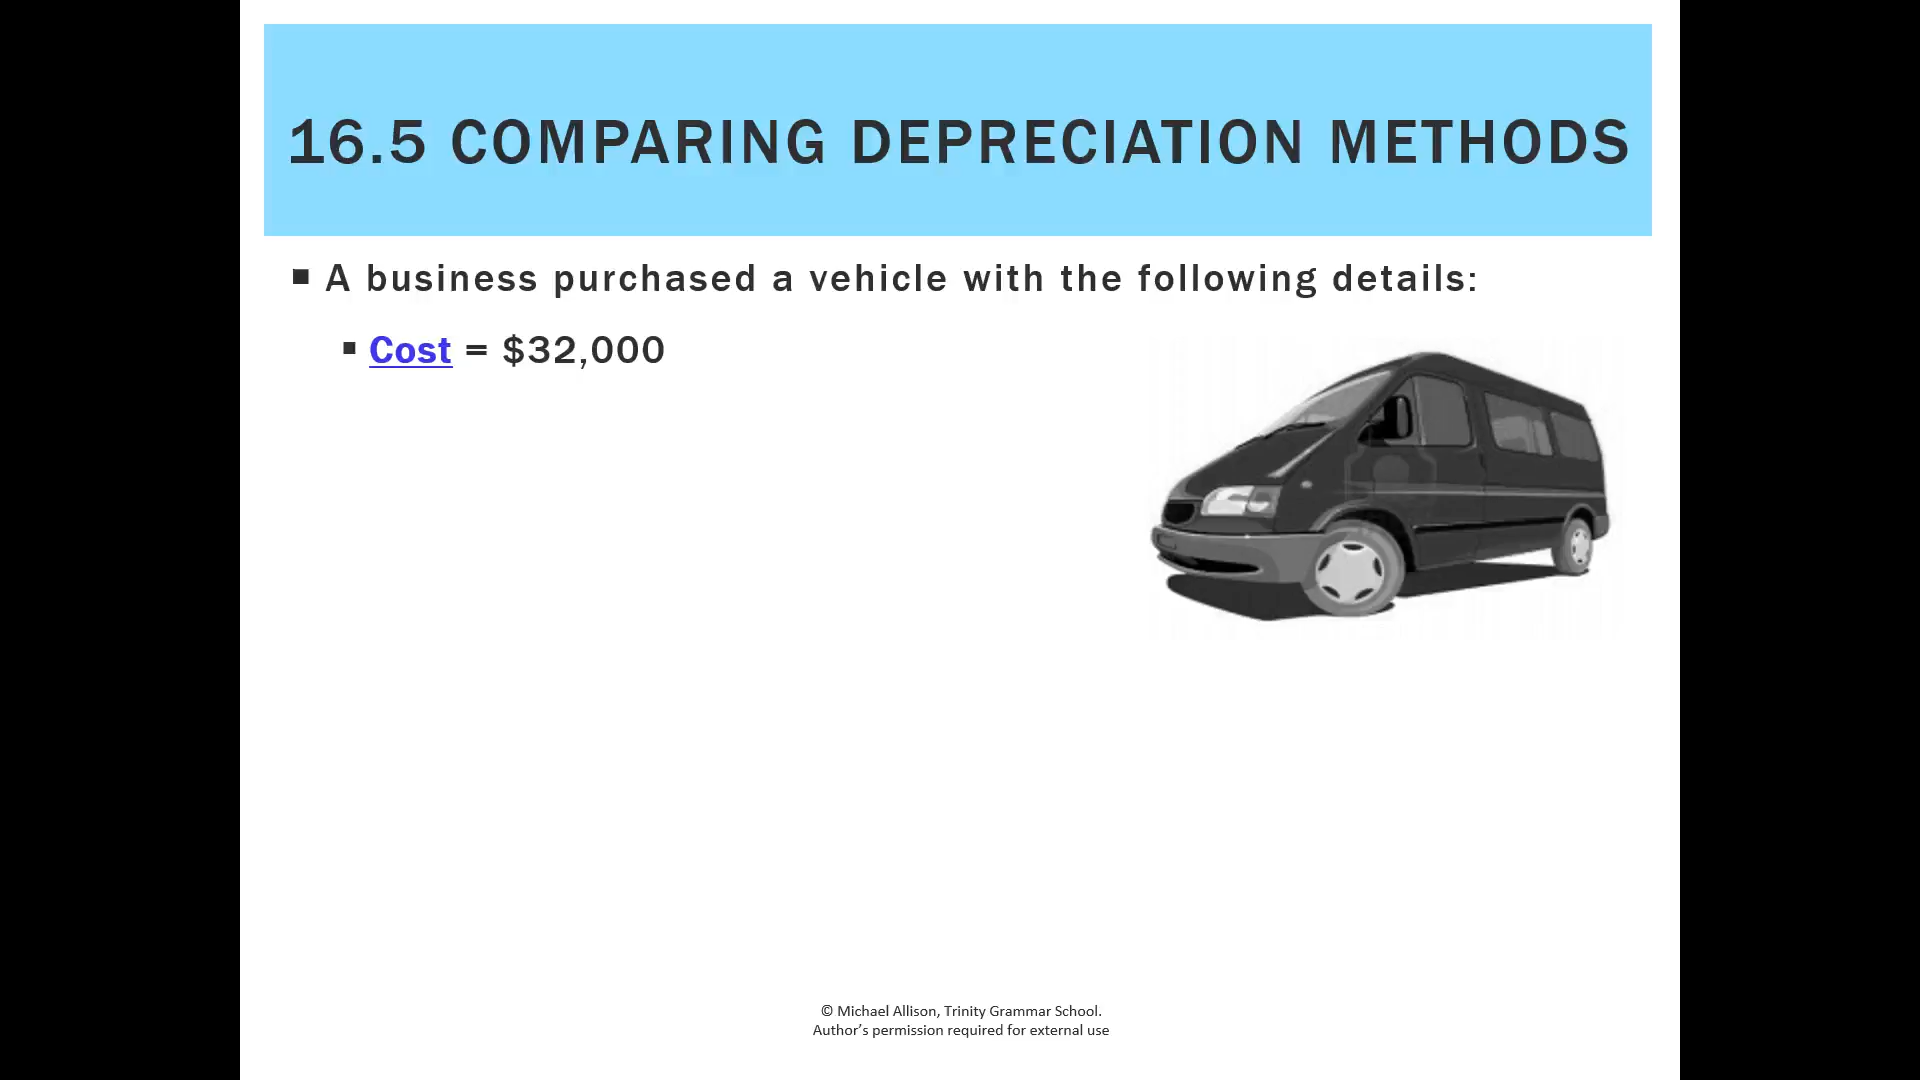 16.5 COMPARING DEPRECIATION METHODS
▪ A business purchased a vehicle with the following details:
▪ Cost = $32,000
© Michael Allison, Trinity Grammar School.
Author’s permission required for external use